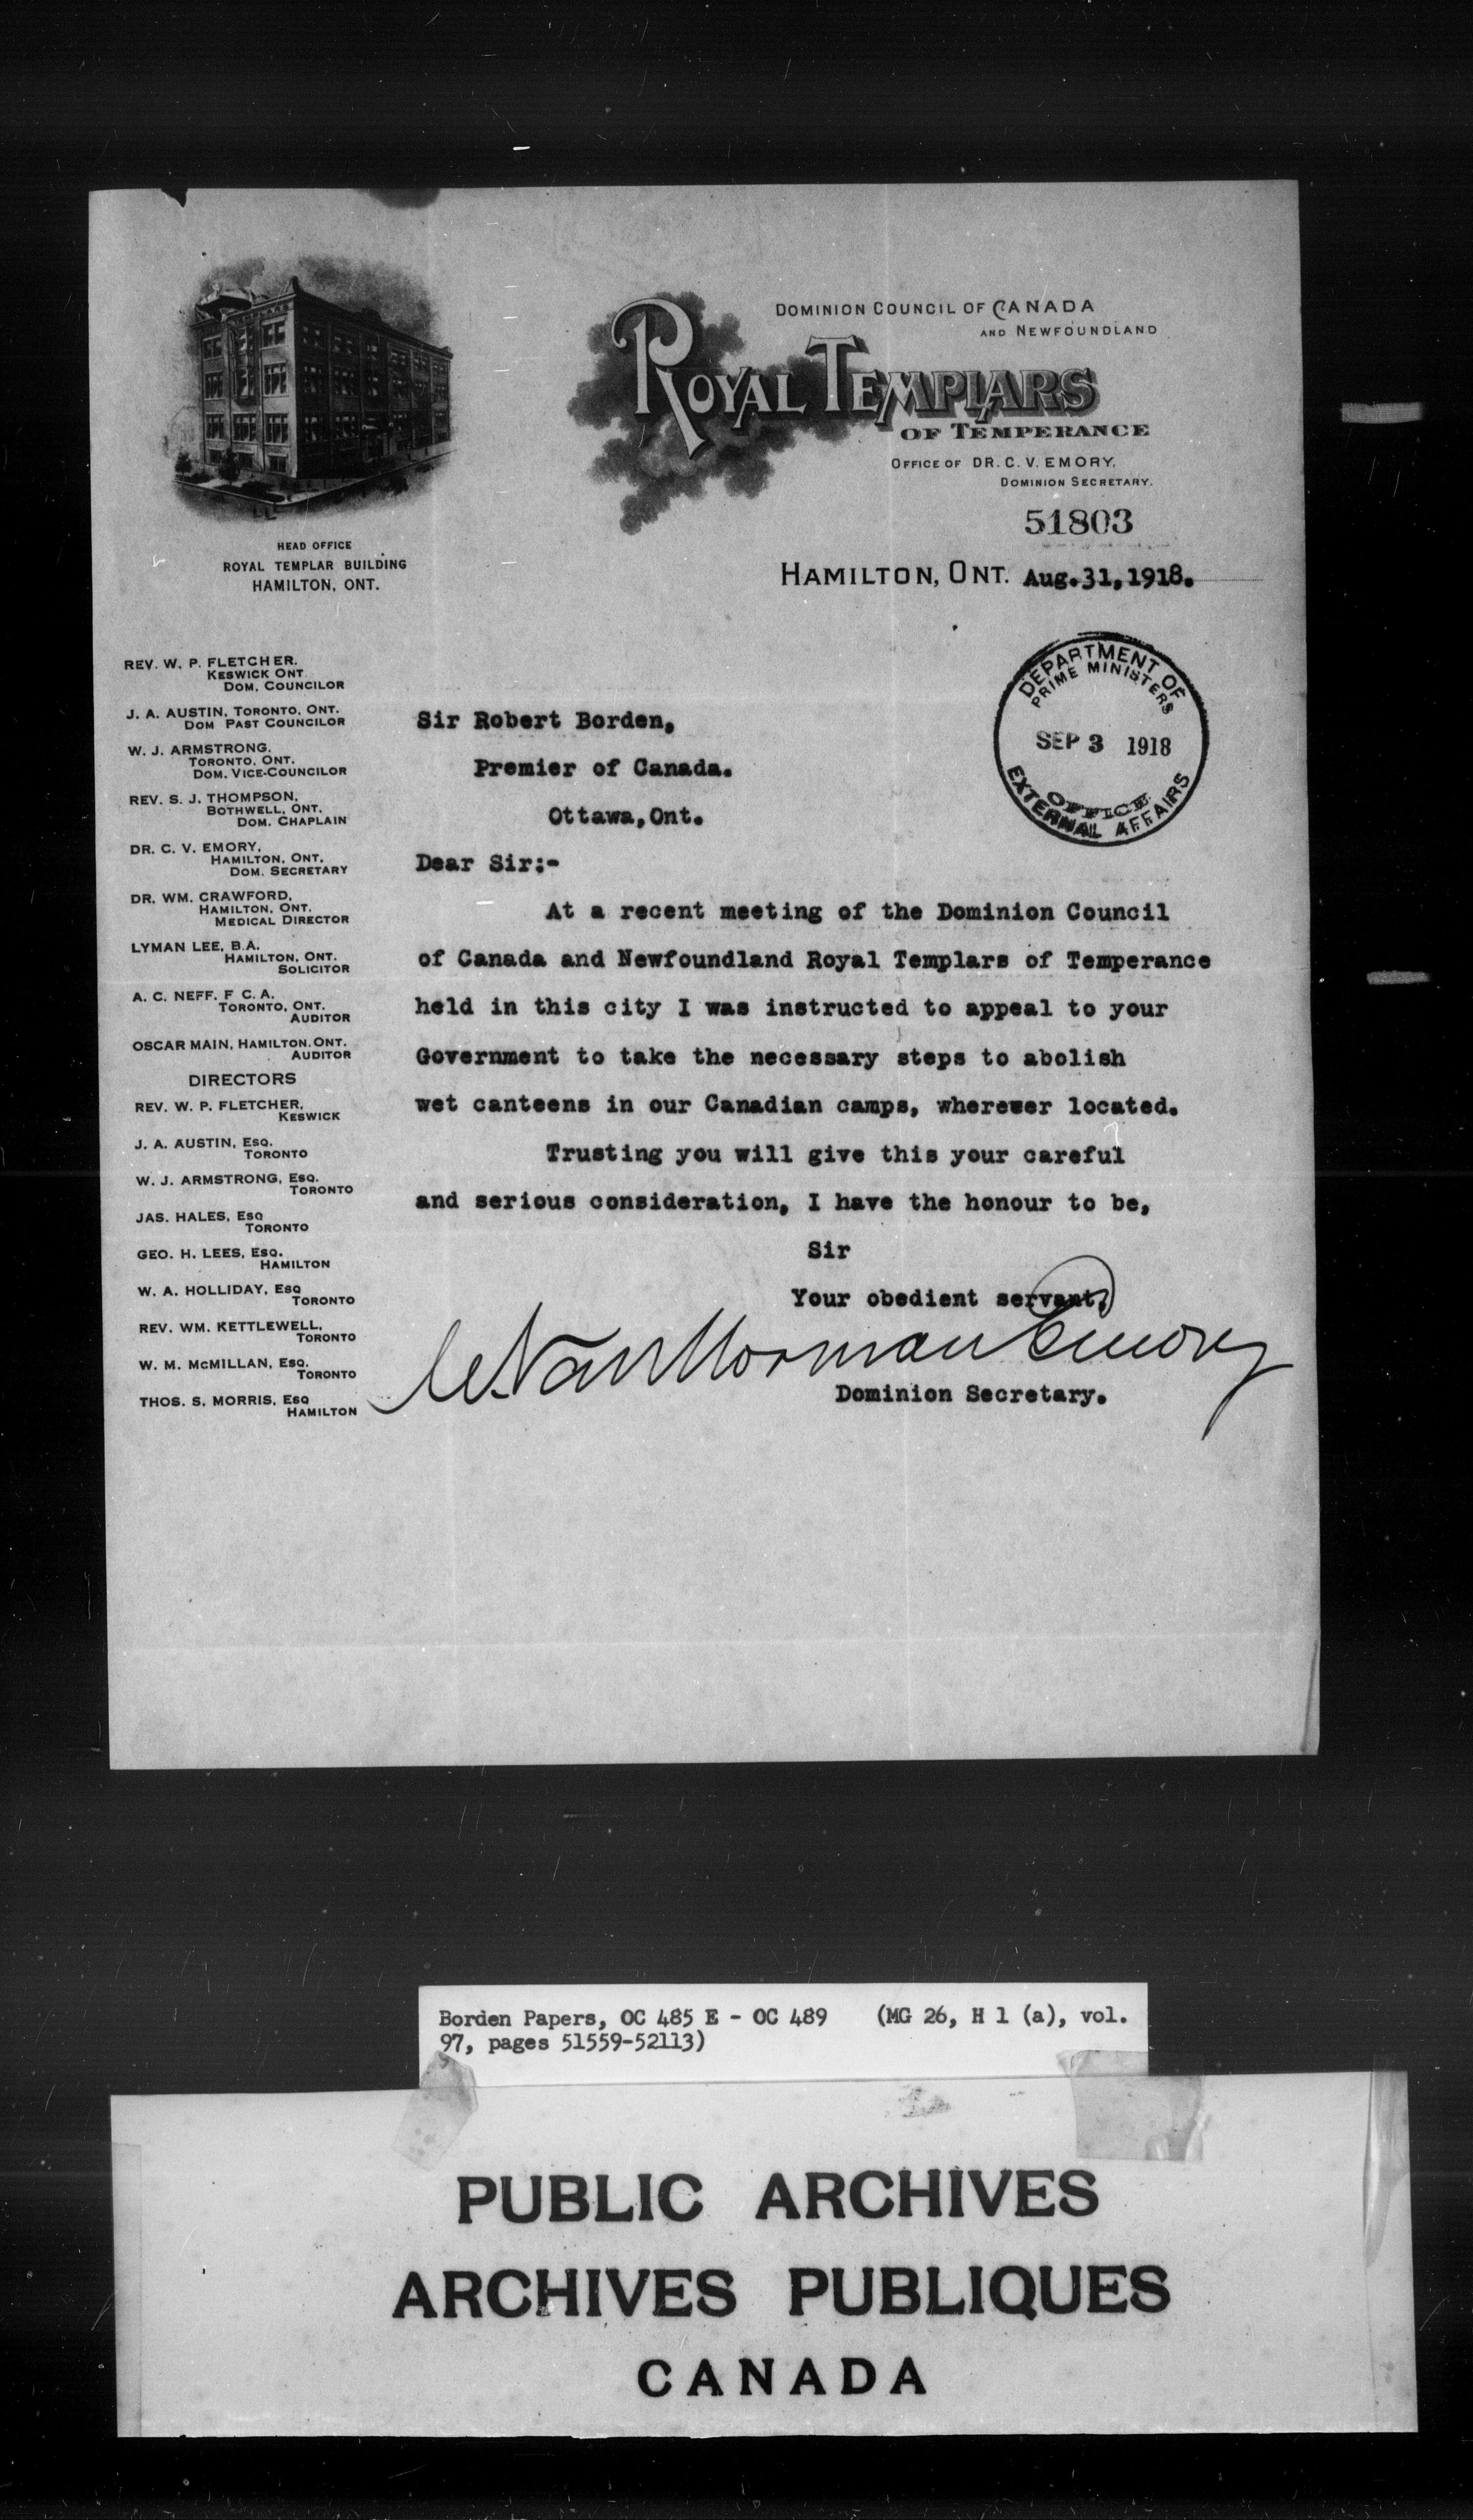 DOMINION COUNCIL OF CANADA
AND NEWFOUNDLAND
ROYAL TEMPLARS
OF TEMPERANCE
OFFICE OF DR. C. V. EMORY.
DOMINION SECRETARY.
51803
HEAD OFFICE
ROYAL TEMPLAR BUILDING
HAMILTON, ONT.
HAMILTON, ONT. Aug.31,1918.
REV. W. P. FLETCHER.
KESWICK ONT
DOM. COUNCILOR
J. A. AUSTIN, TORONTO, ONT.
DOM PAST COUNCILOR
W. J. ARMSTRONG.
TORONTO. ONT.
DOM. VICE-COUNCILOR
REV. S. J. THOMPSON,
BOTHWELL, ONT.
DOM. CHAPLAIN
DR. C. V. EMORY,
HAMILTON, ONT.
DOM. SECRETARY
DR. WM. CRAWFORD,
HAMILTON, ONT.
MEDICAL DIRECTOR
LYMAN LEE, B.A.
HAMILTON, ONT.
SOLICITOR
A. C. NEFF. F C. A.
TORONTO, ONT.
AUDITOR
OSCAR MAIN, HAMILTON. ONT.
AUDITOR
DIRECTORS
REV. W. P. FLETCHER,
KESWICK
J. A. AUSTIN, ESQ.
TORONTO
W. J. ARMSTRONG, ESQ.
TORONTO
JAS. HALES, ESQ
TORONTO
GEO. H. LEES, ESQ.
HAMILTON
W. A. HOLLIDAY, ESQ
TORONTO
REV. WM. KETTLEWELL,
TORONTO
W. M. MCMILLAN, ESQ.
TORONTO
THOS. S. MORRIS, ESQ
HAMILTON
DEPARTMENT OF
PRIME MINISTERS
SEP 3 1918
OFFICE
EXTERNAL AFFAIRS
Sir Robert Borden,
Premier of Canada.
Ottawa,Ont.
Dear Sir:-
At a recent meeting of the Dominion Council
of Canada and Newfoundland Royal Templars of Temperance
held in this city I was instructed to appeal to your
Government to take the necessary steps to abolish
wet canteens in our Canadian camps, wherever located.
Trusting you will give this your careful
and serious consideration, I have the honour to be,
Sir
Your obedient servant,
C VanNorman Emory
Dominion Secretary.
Borden Papers, OC 485 E - OC 489 (MG 26, H 1 (a), vol.
97, pages 51559-52113)
PUBLIC ARCHIVES
ARCHIVES PUBLIQUES
CANADA